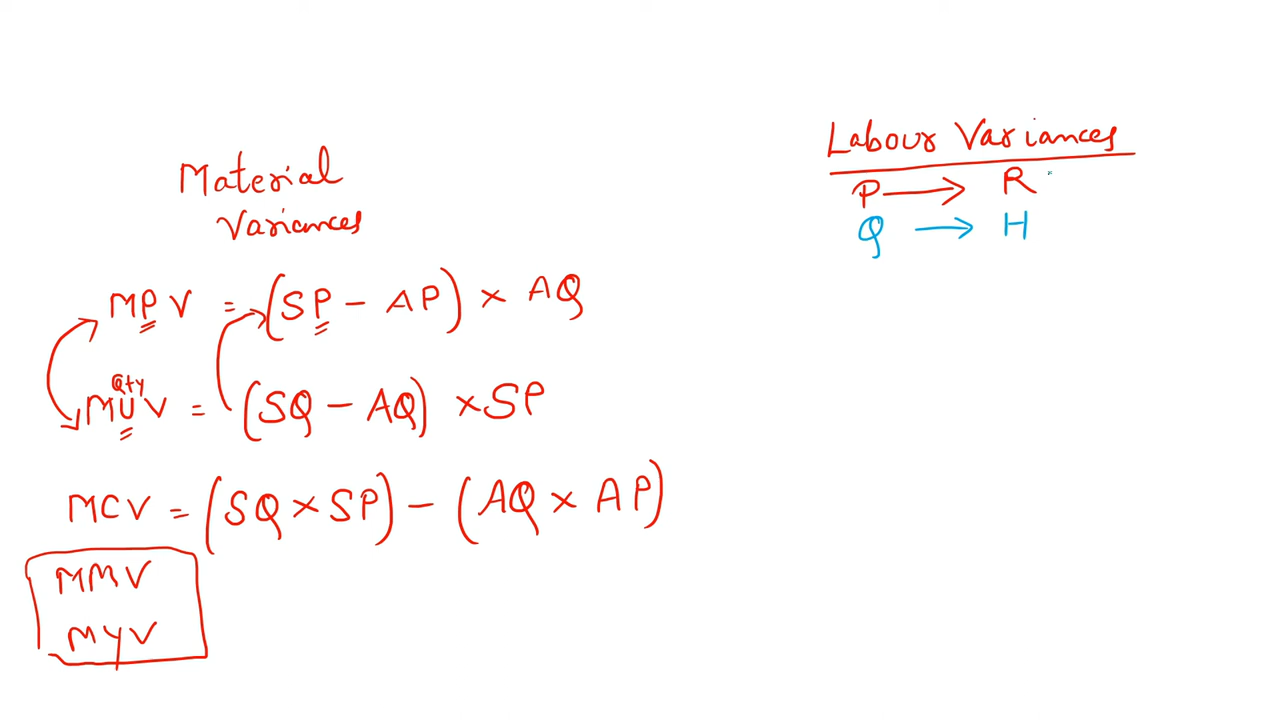 Material
Variances
MPV = (SP - AP) × AQ
Qty
MUV = (SQ - AQ) × SP
MCV = (SQ × SP) - (AQ × AP)
MMV
MYV
Labour Variances
P → R
Q → H